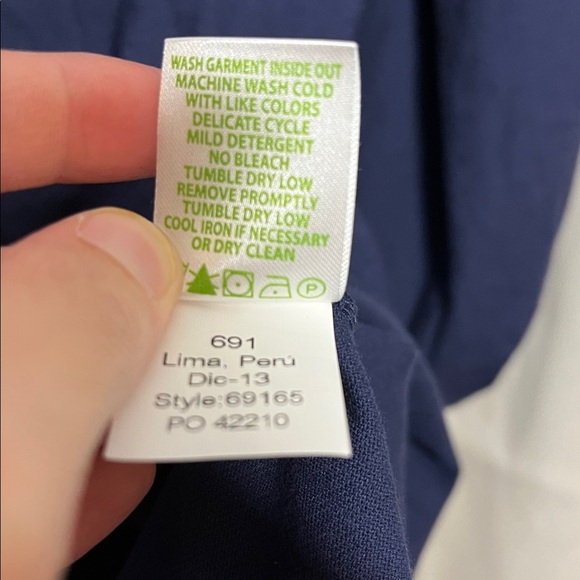 WASH GARMENT INSIDE OUT
MACHINE WASH COLD
WITH LIKE COLORS
DELICATE CYCLE
MILD DETERGENT
NO BLEACH
TUMBLE DRY LOW
REMOVE PROMPTLY
TUMBLE DRY LOW
COOL IRON IF NECESSARY
OR DRY CLEAN
P
691
Lima, Perú
Dic-13
Style:69165
PO 42210